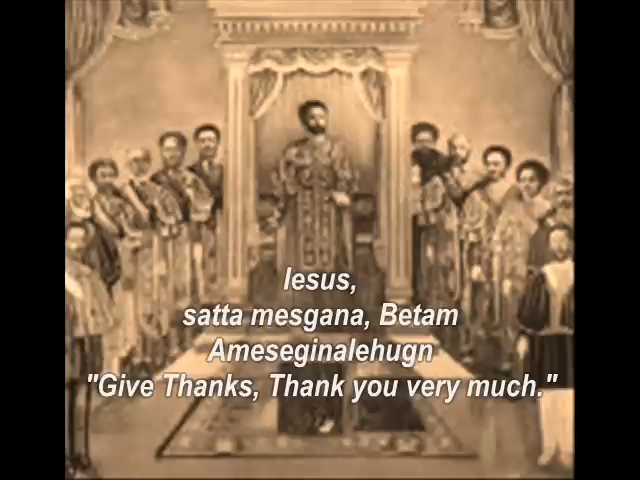 Iesus,
satta mesgana, Betam
Ameseginalehugn
"Give Thanks, Thank you very much."